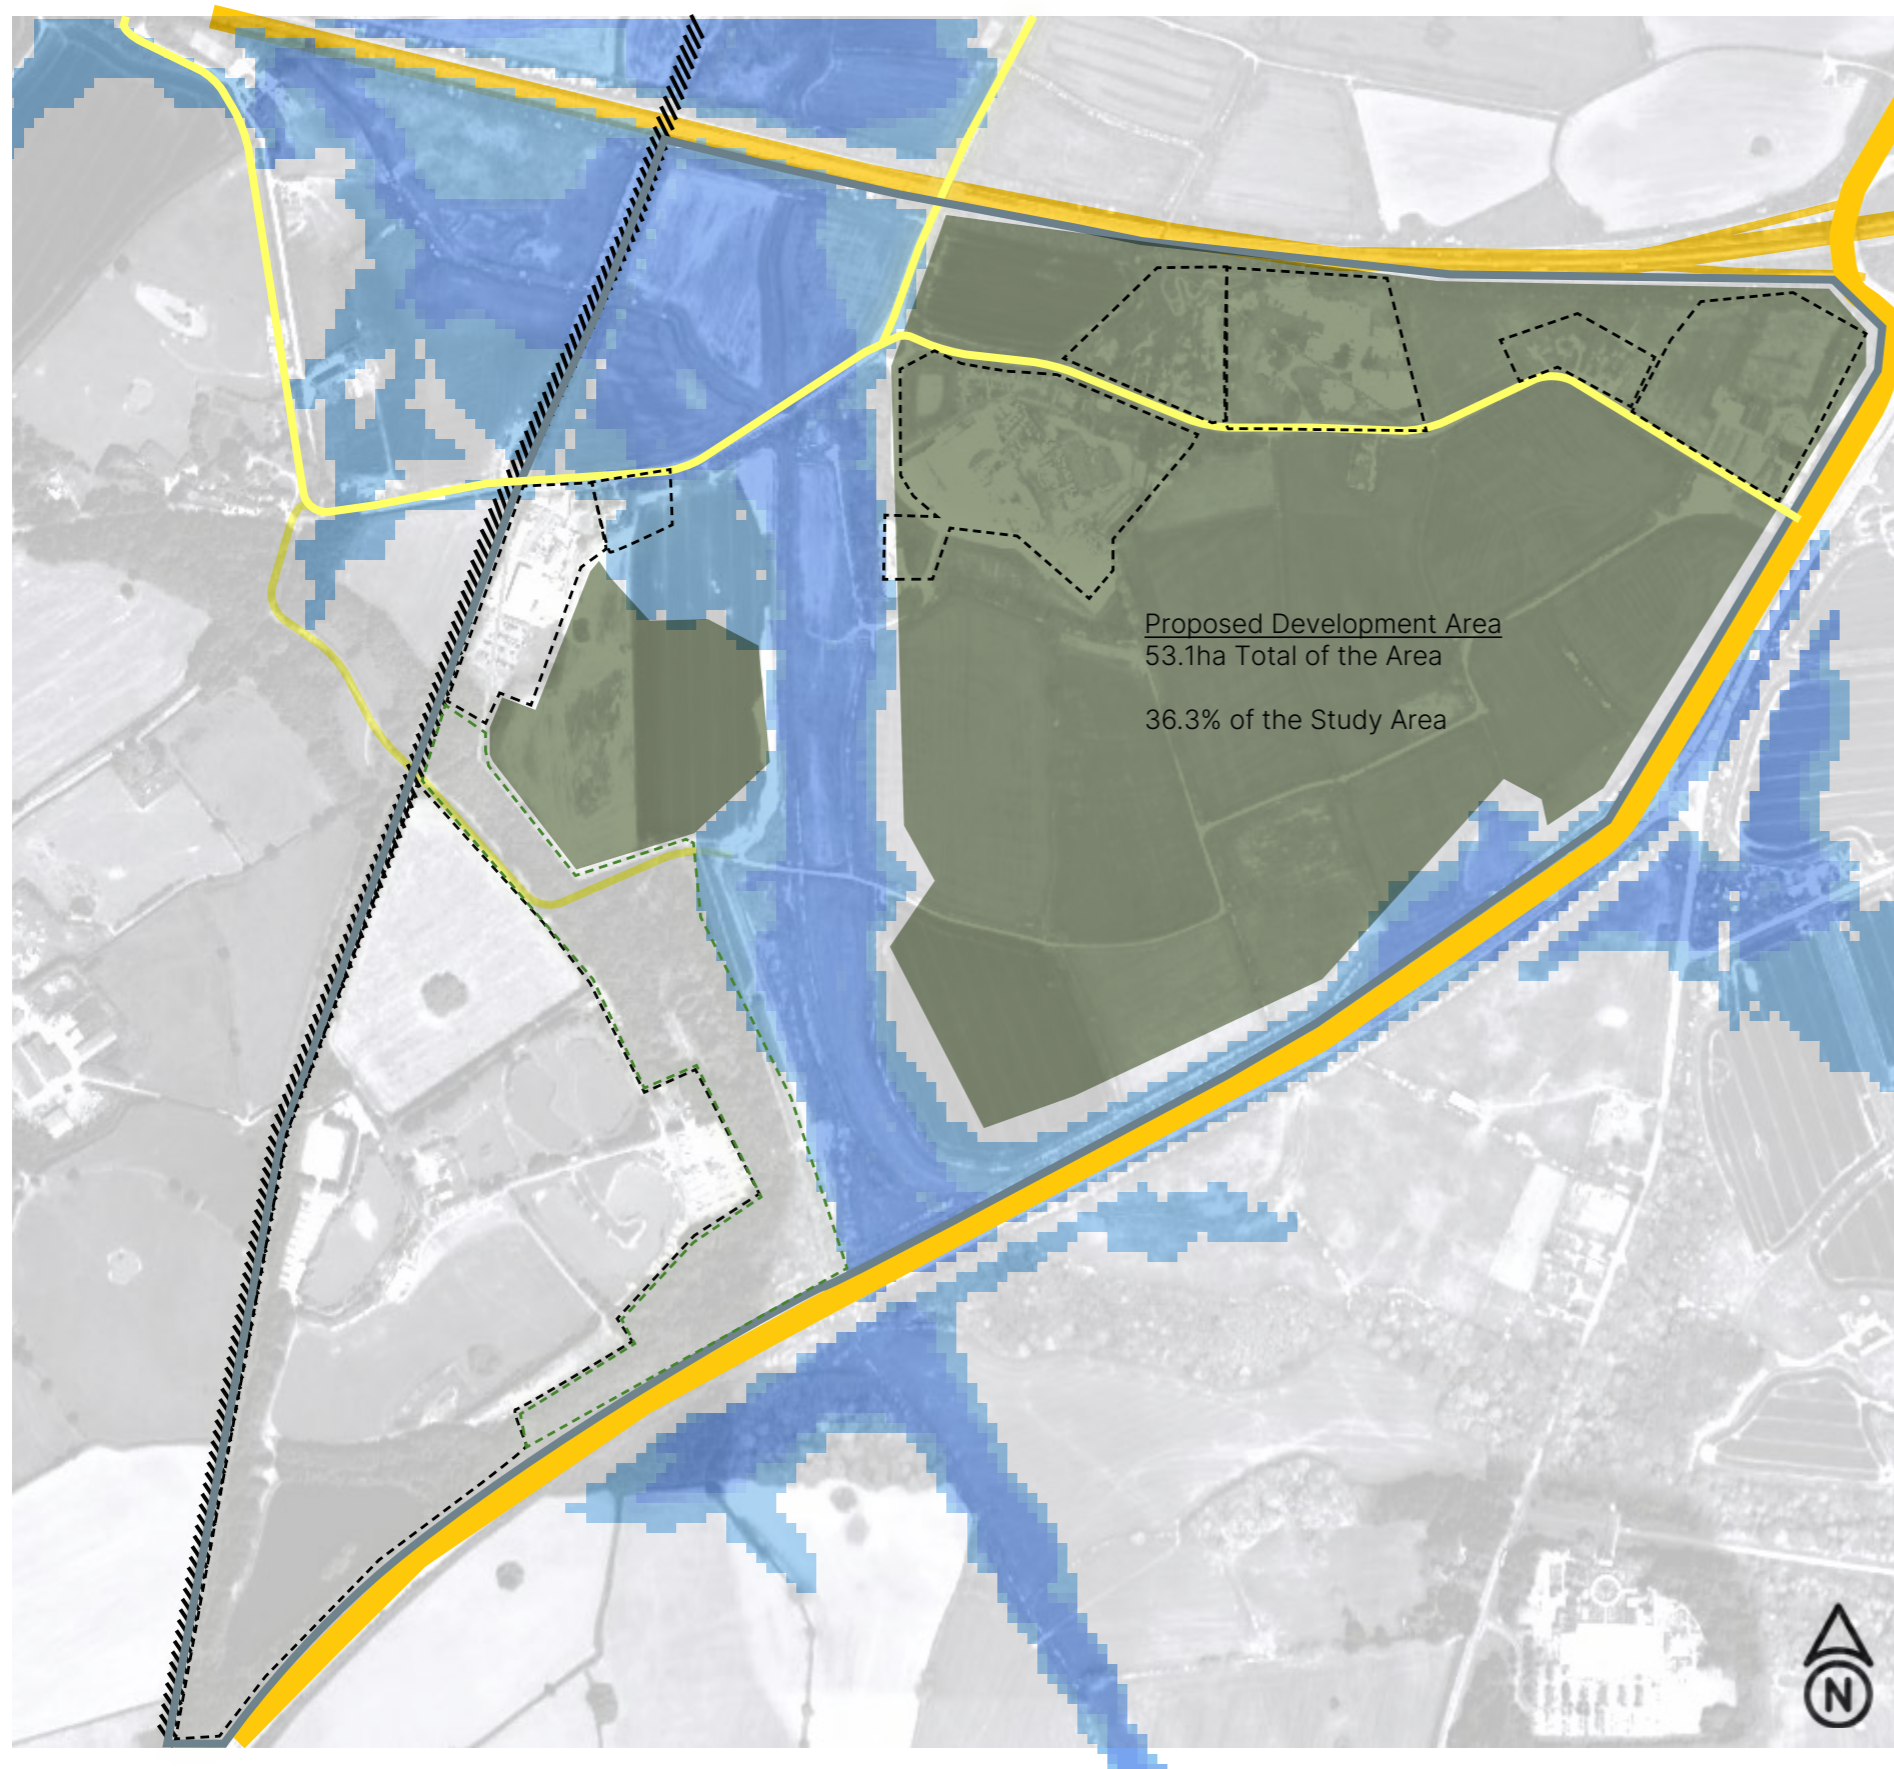 Proposed Development Area
53.1ha Total of the Area
36.3% of the Study Area
N